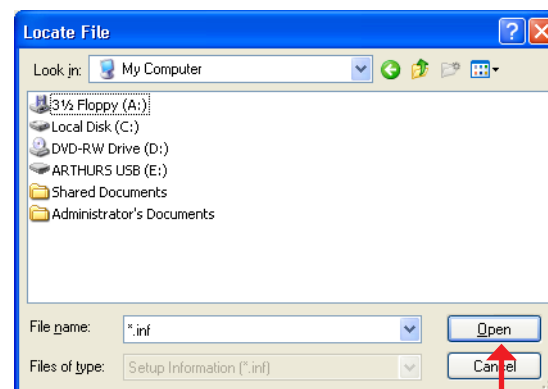 Locate File
Look in: My Computer
3½ Floppy (A:)
Local Disk (C:)
DVD-RW Drive (D:)
ARTHURS USB (E:)
Shared Documents
Administrator's Documents
File name: *.inf Open
Files of type: Setup Information (*.inf) Cancel